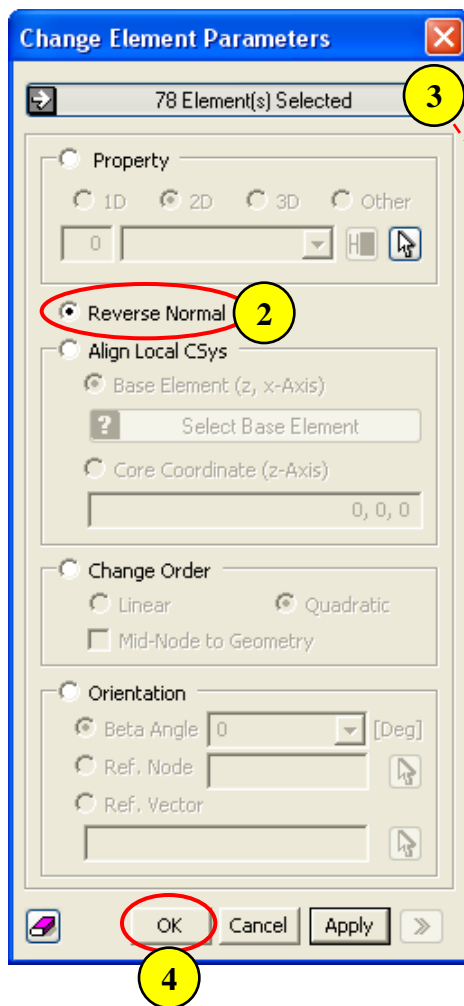 Change Element Parameters
78 Element(s) Selected
3
Property
1D 2D 3D Other
0
Reverse Normal 2
Align Local CSys
Base Element (z, x-Axis)
? Select Base Element
Core Coordinate (z-Axis)
0, 0, 0
Change Order
Linear Quadratic
Mid-Node to Geometry
Orientation
Beta Angle 0 [Deg]
Ref. Node
Ref. Vector
OK Cancel Apply
4